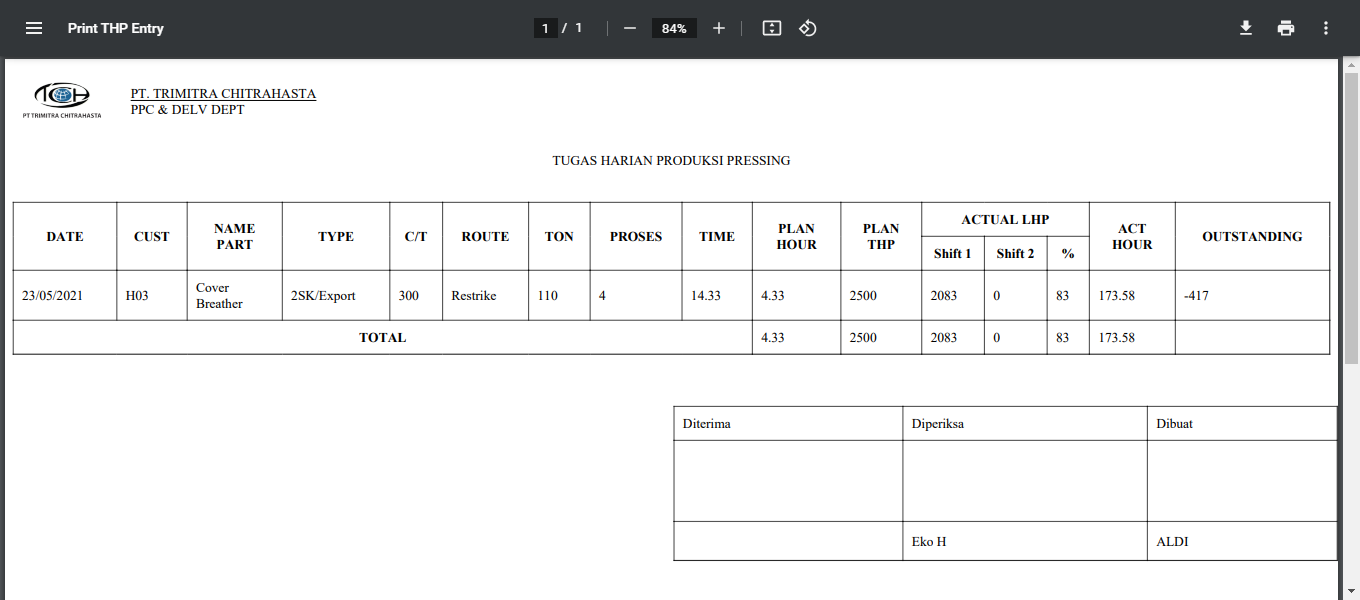 Print THP Entry
1 / 1
84%
TCH
PT TRIMITRA CHITRAHASTA
PT. TRIMITRA CHITRAHASTA
PPC & DELV DEPT
TUGAS HARIAN PRODUKSI PRESSING
DATE CUST NAME PART TYPE C/T ROUTE TON PROSES TIME PLAN HOUR PLAN THP ACTUAL LHP ACT HOUR OUTSTANDING
Shift 1 Shift 2 %
23/05/2021 H03 Cover Breather 2SK/Export 300 Restrike 110 4 14.33 4.33 2500 2083 0 83 173.58 -417
TOTAL 4.33 2500 2083 0 83 173.58
Diterima Diperiksa Dibuat
Eko H ALDI